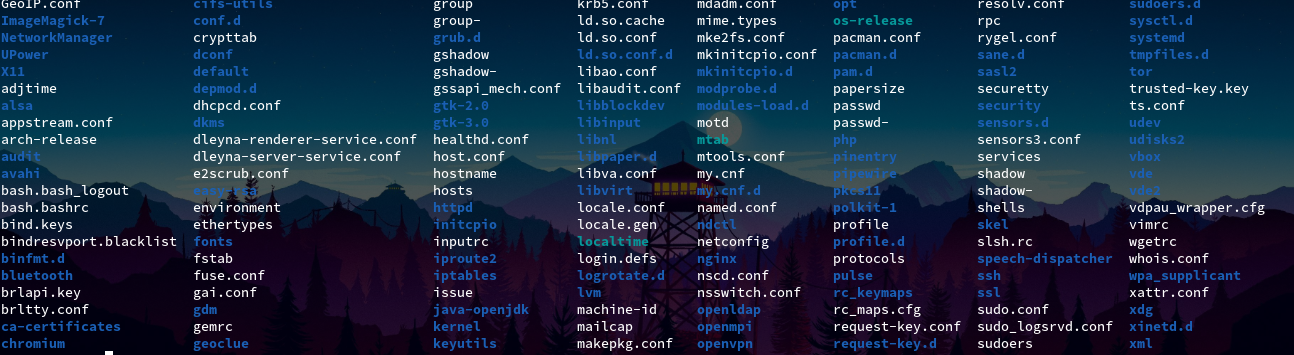 GeoIP.conf cifs-utils group krb5.conf mdadm.conf opt resolv.conf sudoers.d
ImageMagick-7 conf.d group- ld.so.cache mime.types os-release rpc sysctl.d
NetworkManager crypttab grub.d ld.so.conf mke2fs.conf pacman.conf rygel.conf systemd
UPower dconf gshadow ld.so.conf.d mkinitcpio.conf pacman.d sane.d tmpfiles.d
X11 default gshadow- libao.conf mkinitcpio.d pam.d sasl2 tor
adjtime depmod.d gssapi_mech.conf libaudit.conf modprobe.d papersize securetty trusted-key.key
alsa dhcpcd.conf gtk-2.0 libblockdev modules-load.d passwd security ts.conf
appstream.conf dkms gtk-3.0 libinput motd passwd- sensors.d udev
arch-release dleyna-renderer-service.conf healthd.conf libnl mtab php sensors3.conf udisks2
audit dleyna-server-service.conf host.conf libpaper.d mtools.conf pinentry services vbox
avahi e2scrub.conf hostname libva.conf my.cnf pipewire shadow vde
bash.bash_logout easy-rsa hosts libvirt my.cnf.d pkcs11 shadow- vde2
bash.bashrc environment httpd locale.conf named.conf polkit-1 shells vdpau_wrapper.cfg
bind.keys ethertypes initcpio locale.gen ndctl profile skel vimrc
bindresvport.blacklist fonts inputrc localtime netconfig profile.d slsh.rc wgetrc
binfmt.d fstab iproute2 login.defs nginx protocols speech-dispatcher whois.conf
bluetooth fuse.conf iptables logrotate.d nscd.conf pulse ssh wpa_supplicant
brlapi.key gai.conf issue lvm nsswitch.conf rc_keymaps ssl xattr.conf
brltty.conf gdm java-openjdk machine-id openldap rc_maps.cfg sudo.conf xdg
ca-certificates gemrc kernel mailcap openmpi request-key.conf sudo_logsrvd.conf xinetd.d
chromium geoclue keyutils makepkg.conf openvpn request-key.d sudoers xml